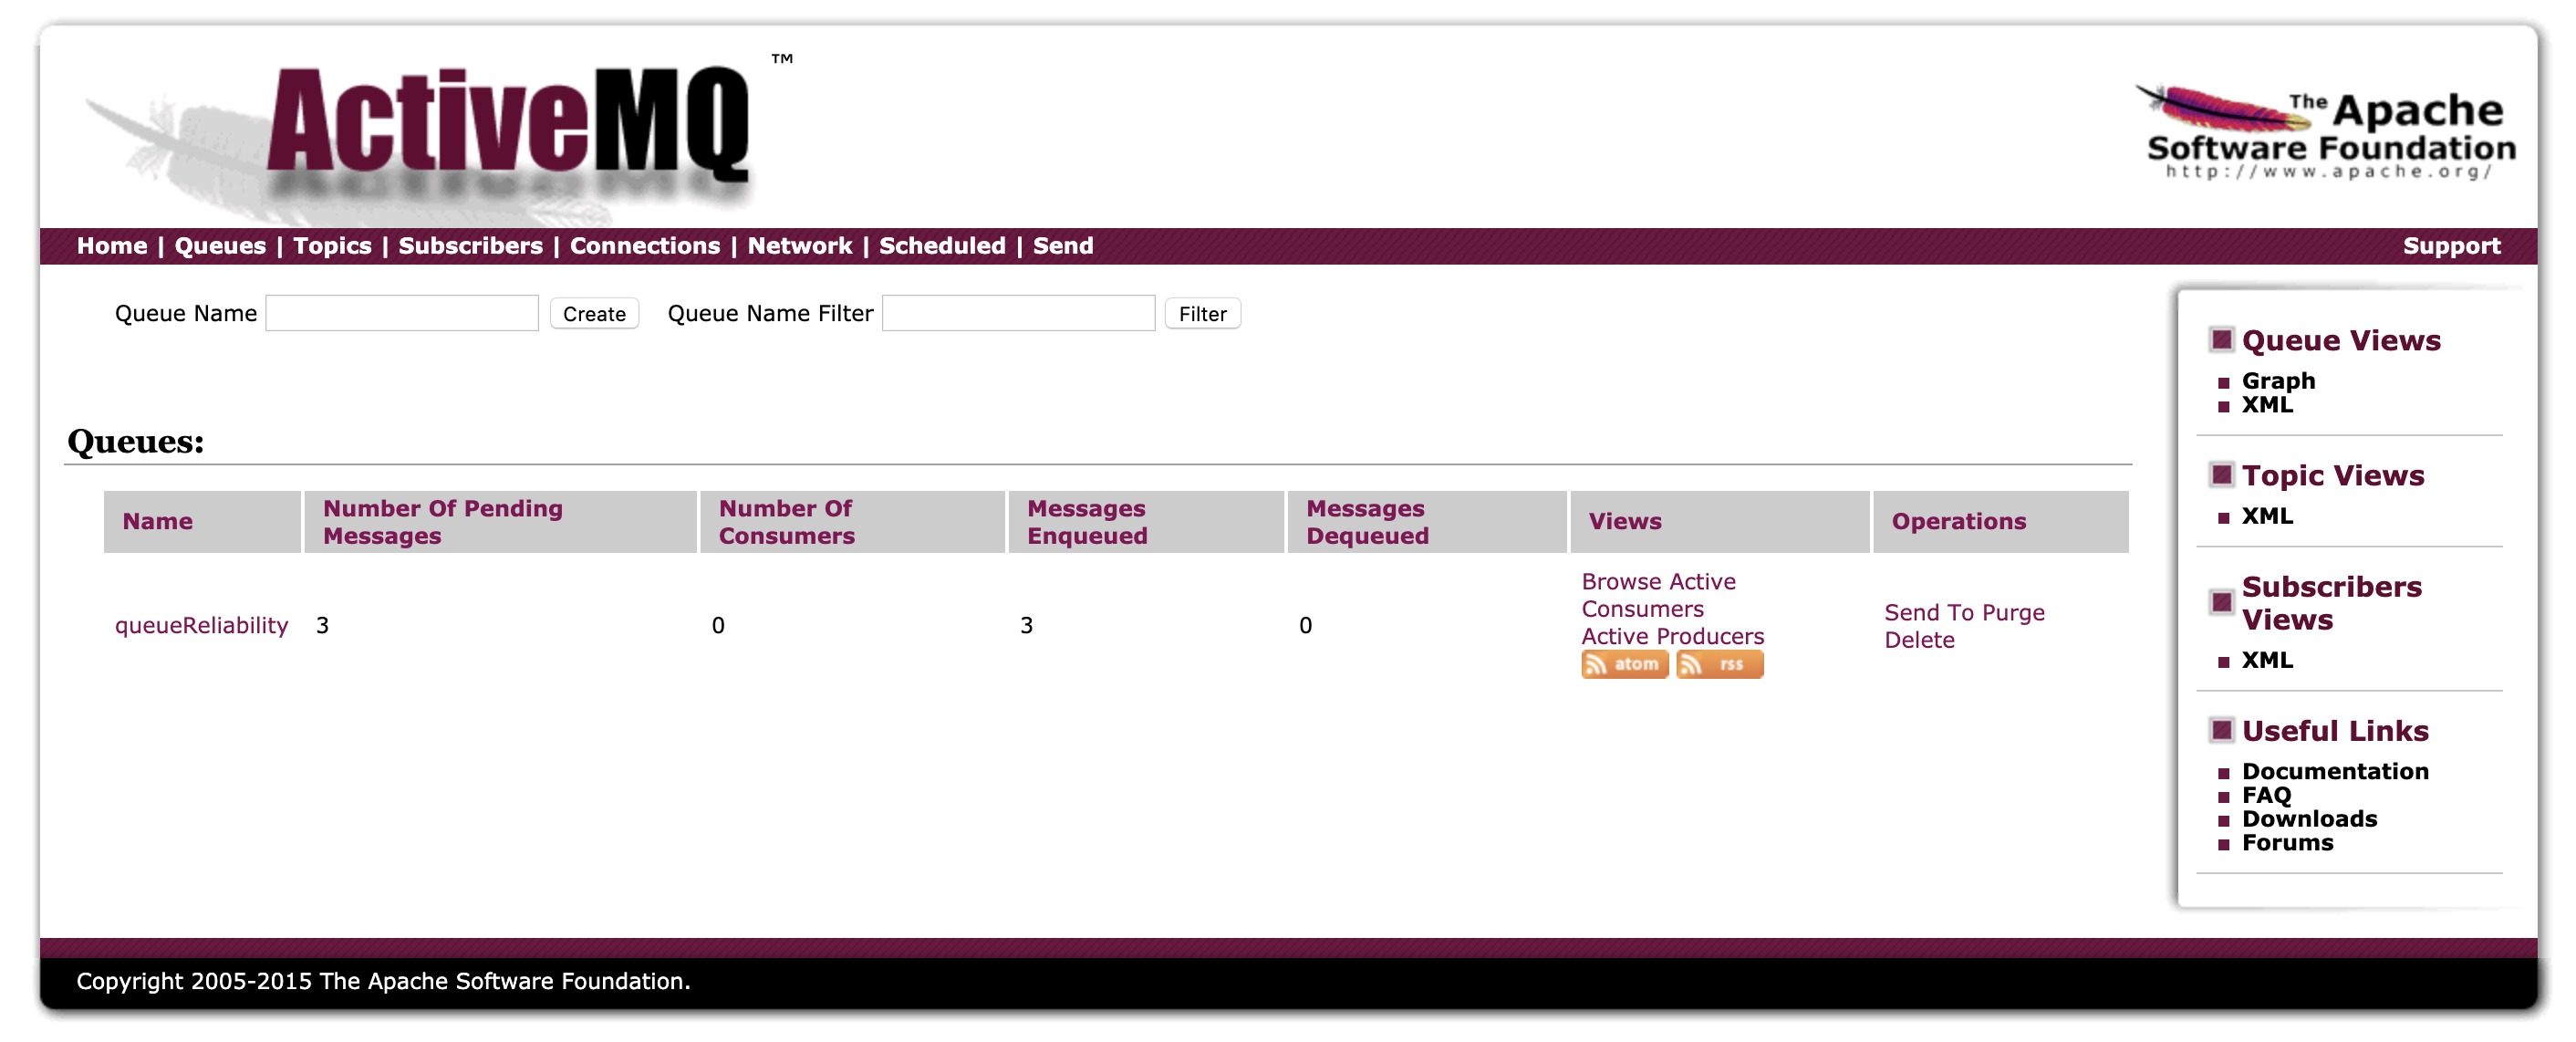 ActiveMQ ™
The Apache
Software Foundation
http://www.apache.org/
Home | Queues | Topics | Subscribers | Connections | Network | Scheduled | Send
Support
Queue Name Create Queue Name Filter Filter
Queues:
Name
Number Of Pending
Messages
Number Of
Consumers
Messages
Enqueued
Messages
Dequeued
Views
Operations
queueReliability
3
0
3
0
Browse Active
Consumers
Active Producers
atom rss
Send To Purge
Delete
Queue Views
Graph
XML
Topic Views
XML
Subscribers
Views
XML
Useful Links
Documentation
FAQ
Downloads
Forums
Copyright 2005-2015 The Apache Software Foundation.